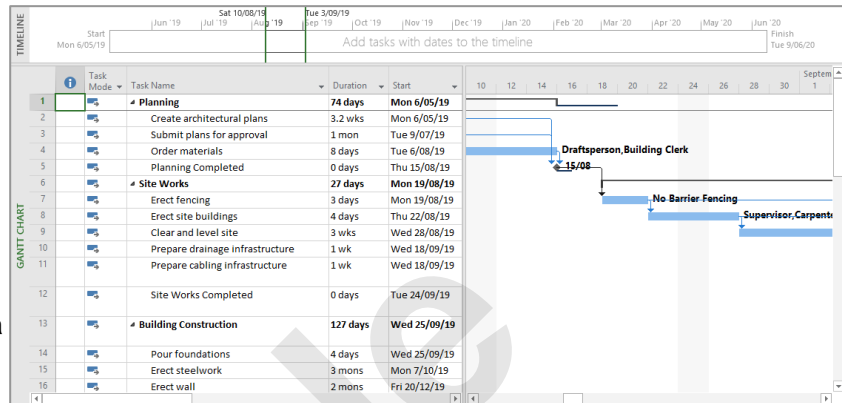 TIMELINE
Sat 10/08/19 Tue 3/09/19
Jun '19 Jul '19 Aug '19 Sep '19 Oct '19 Nov '19 Dec '19 Jan '20 Feb '20 Mar '20 Apr '20 May '20 Jun '20
Start
Mon 6/05/19
Add tasks with dates to the timeline
Finish
Tue 9/06/20
GANTT CHART
Task Mode Task Name Duration Start
Septem
10 12 14 16 18 20 22 24 26 28 30 1
1 Planning 74 days Mon 6/05/19
2 Create architectural plans 3.2 wks Mon 6/05/19
3 Submit plans for approval 1 mon Tue 9/07/19
4 Order materials 8 days Tue 6/08/19 Draftsperson,Building Clerk
5 Planning Completed 0 days Thu 15/08/19 15/08
6 Site Works 27 days Mon 19/08/19
7 Erect fencing 3 days Mon 19/08/19 No Barrier Fencing
8 Erect site buildings 4 days Thu 22/08/19 Supervisor,Carpente
9 Clear and level site 3 wks Wed 28/08/19
10 Prepare drainage infrastructure 1 wk Wed 18/09/19
11 Prepare cabling infrastructure 1 wk Wed 18/09/19
12 Site Works Completed 0 days Tue 24/09/19
13 Building Construction 127 days Wed 25/09/19
14 Pour foundations 4 days Wed 25/09/19
15 Erect steelwork 3 mons Mon 7/10/19
16 Erect wall 2 mons Fri 20/12/19